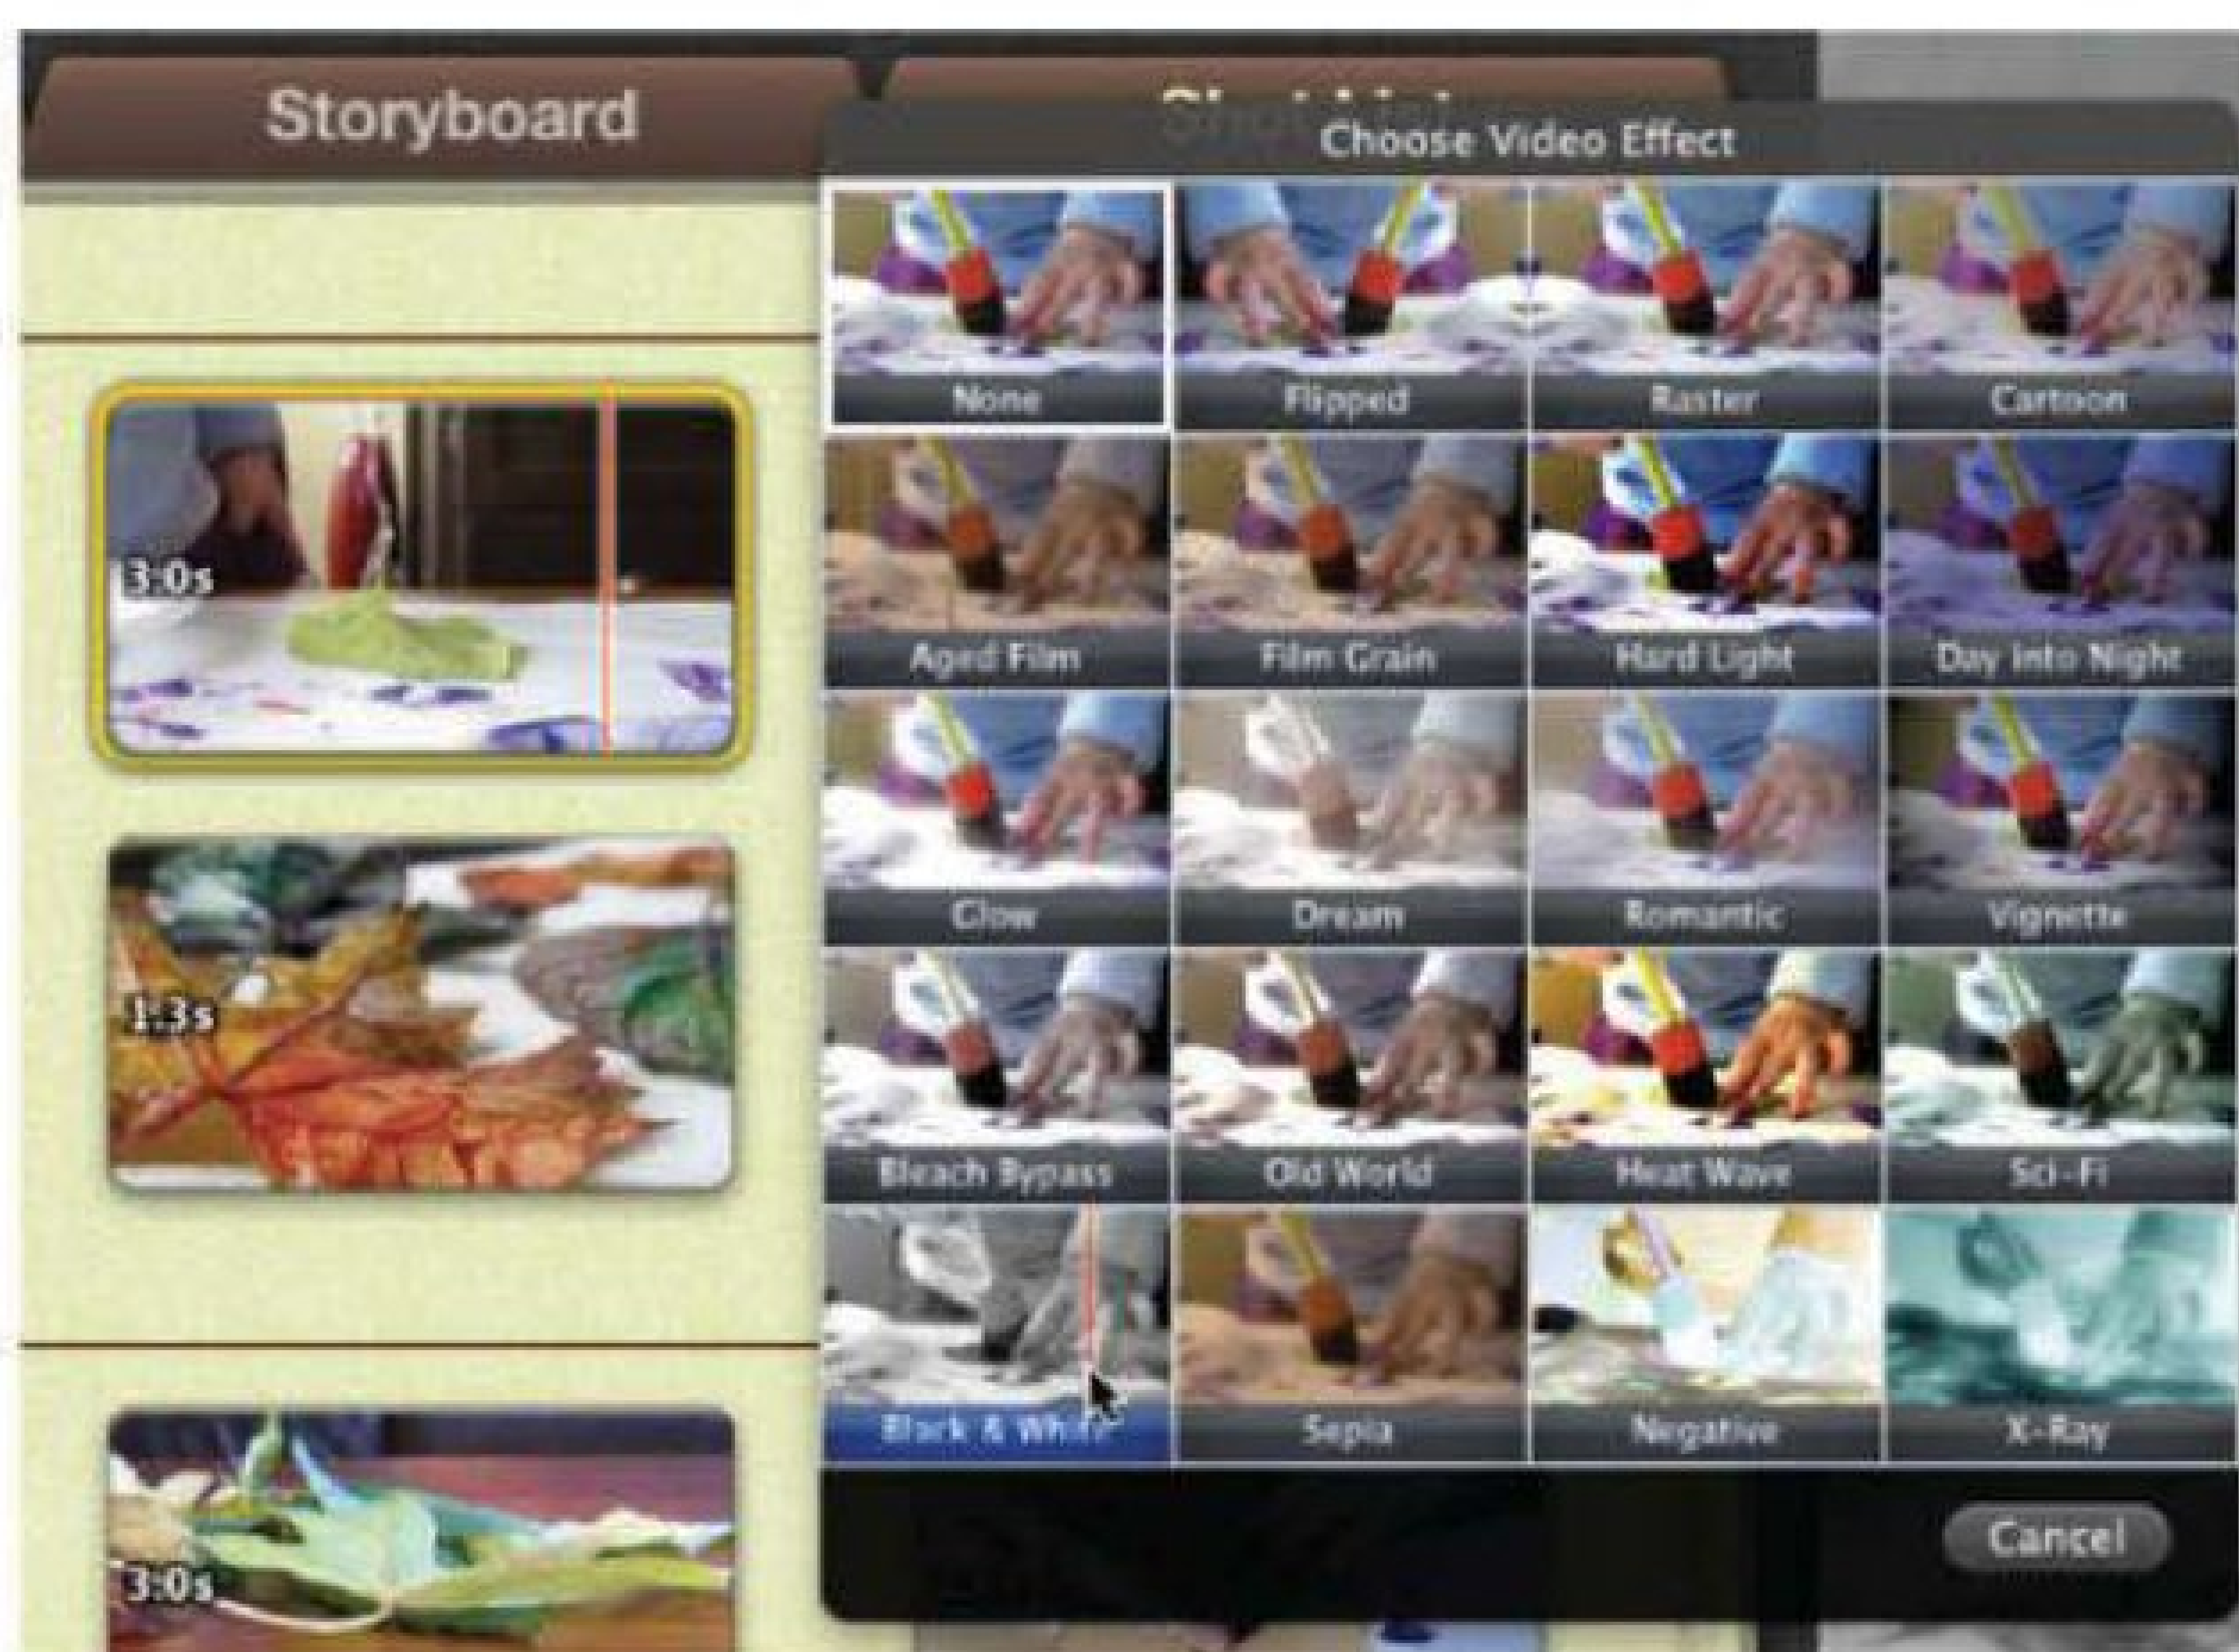 Storyboard
Choose Video Effect
None
Flipped
Raster
Cartoon
Aged Film
Film Grain
Hard Light
Day into Night
Glow
Dream
Romantic
Vignette
Bleach Bypass
Old World
Heat Wave
Sci-Fi
Black & White
Sepia
Negative
X-Ray
3:0s
1:3s
3:0s
Cancel